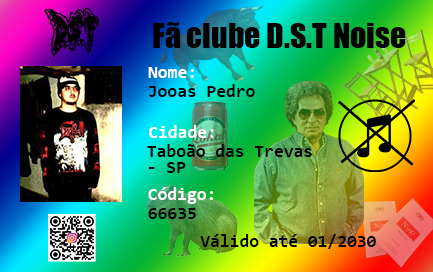 Fã clube D.S.T Noise
Nome:
Jooas Pedro
Cidade:
Taboão das Trevas
- SP
Código:
66635
Válido até 01/2030